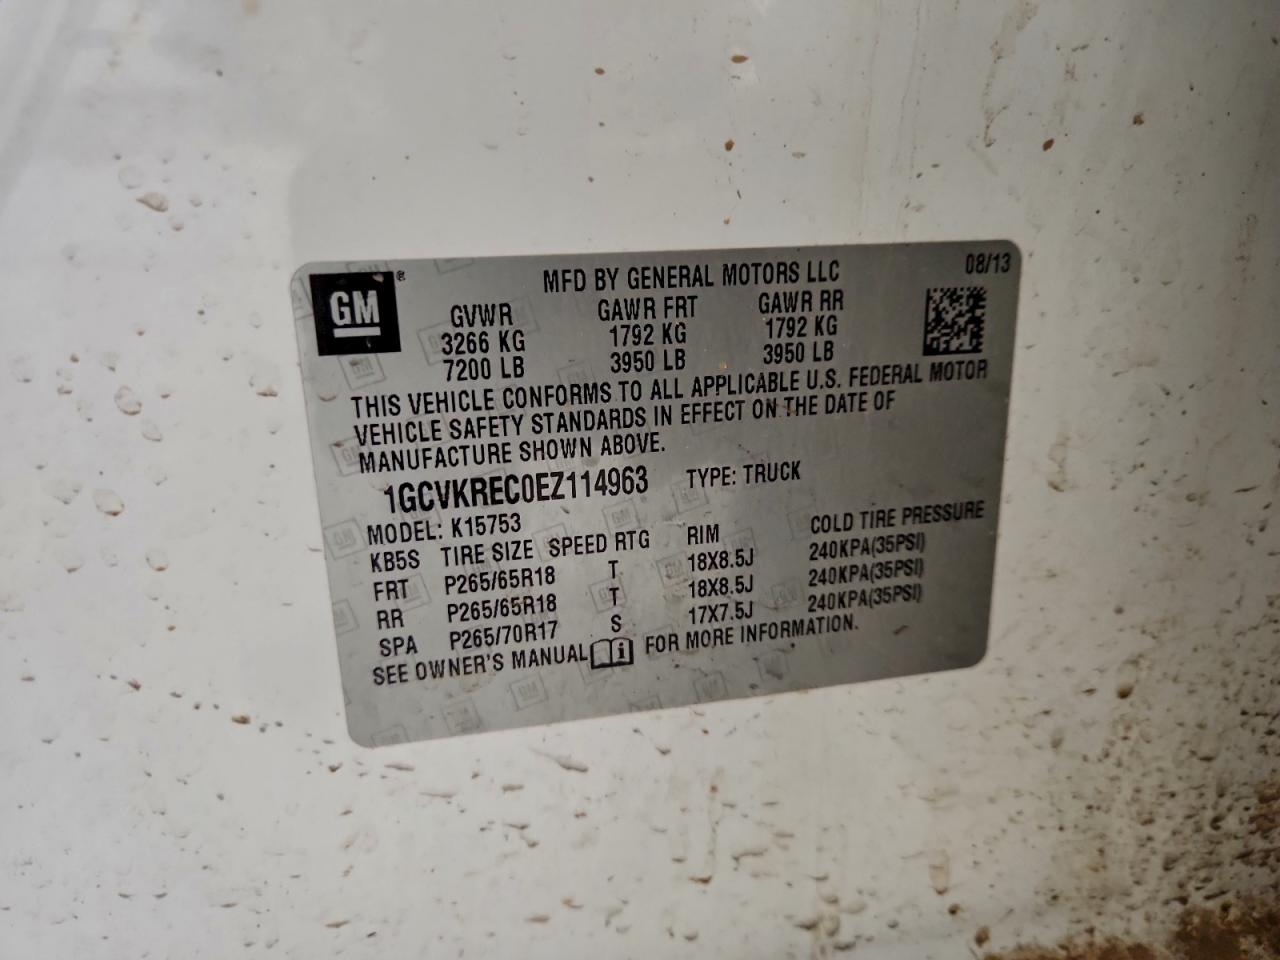 GM ®
MFD BY GENERAL MOTORS LLC 08/13
GVWR GAWR FRT GAWR RR
3266 KG 1792 KG 1792 KG
7200 LB 3950 LB 3950 LB
THIS VEHICLE CONFORMS TO ALL APPLICABLE U.S. FEDERAL MOTOR
VEHICLE SAFETY STANDARDS IN EFFECT ON THE DATE OF
MANUFACTURE SHOWN ABOVE.
1GCVKREC0EZ114963 TYPE: TRUCK
MODEL: K15753
KB5S TIRE SIZE SPEED RTG RIM COLD TIRE PRESSURE
FRT P265/65R18 T 18X8.5J 240KPA(35PSI)
RR P265/65R18 T 18X8.5J 240KPA(35PSI)
SPA P265/70R17 S 17X7.5J 240KPA(35PSI)
SEE OWNER'S MANUAL i FOR MORE INFORMATION.